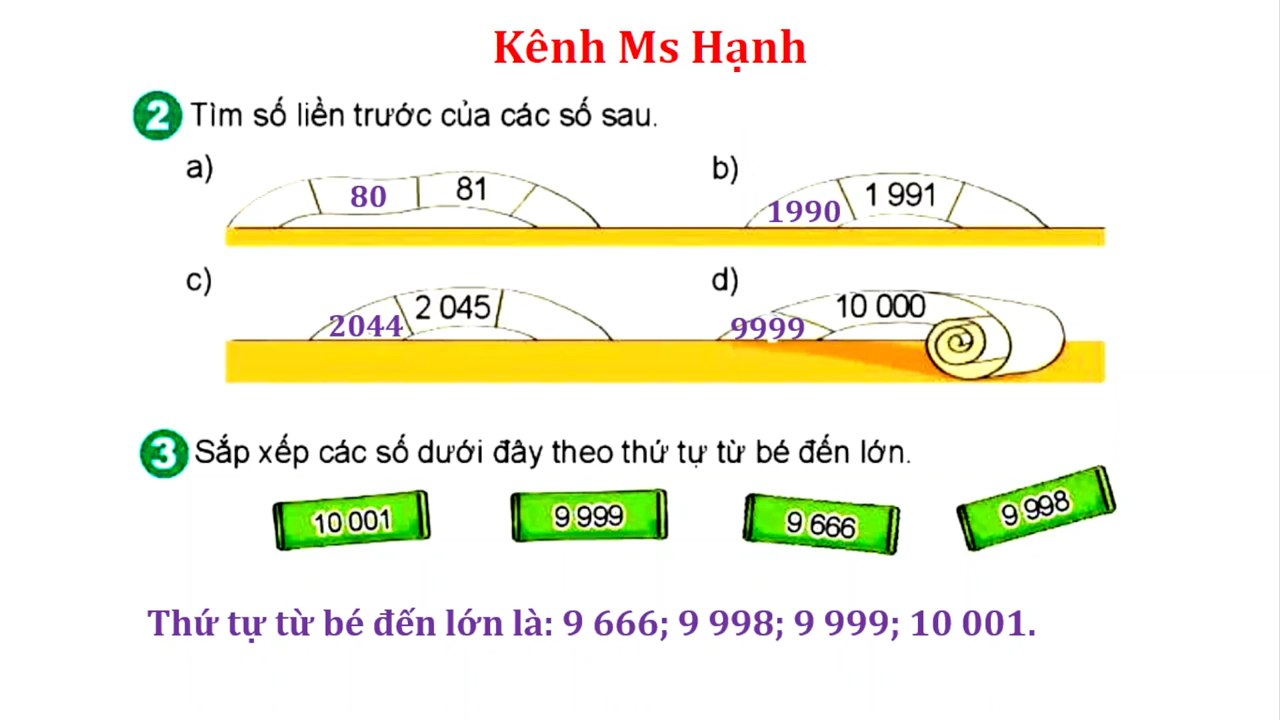 Kênh Ms Hạnh
2 Tìm số liền trước của các số sau.
a) 80 81
b) 1990 1 991
c) 2044 2 045
d) 9999 10 000
3 Sắp xếp các số dưới đây theo thứ tự từ bé đến lớn.
10 001 9 999 9 666 9 998
Thứ tự từ bé đến lớn là: 9 666; 9 998; 9 999; 10 001.